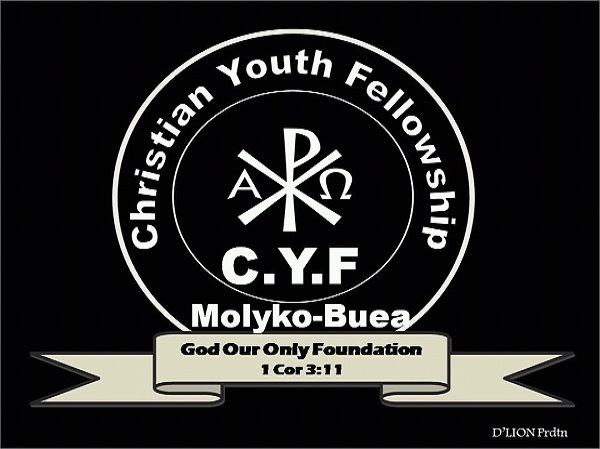 Christian Youth Fellowship
Α Ω
C.Y.F
Molyko-Buea
God Our Only Foundation
1 Cor 3:11
D'LION Prdtn